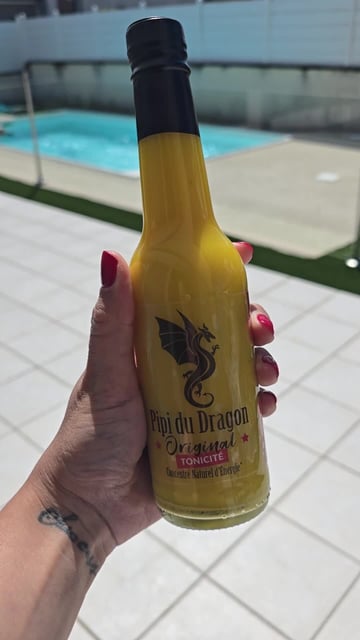 Pipi du Dragon
Original
TONICITÉ
Concentré Naturel d'Énergie*